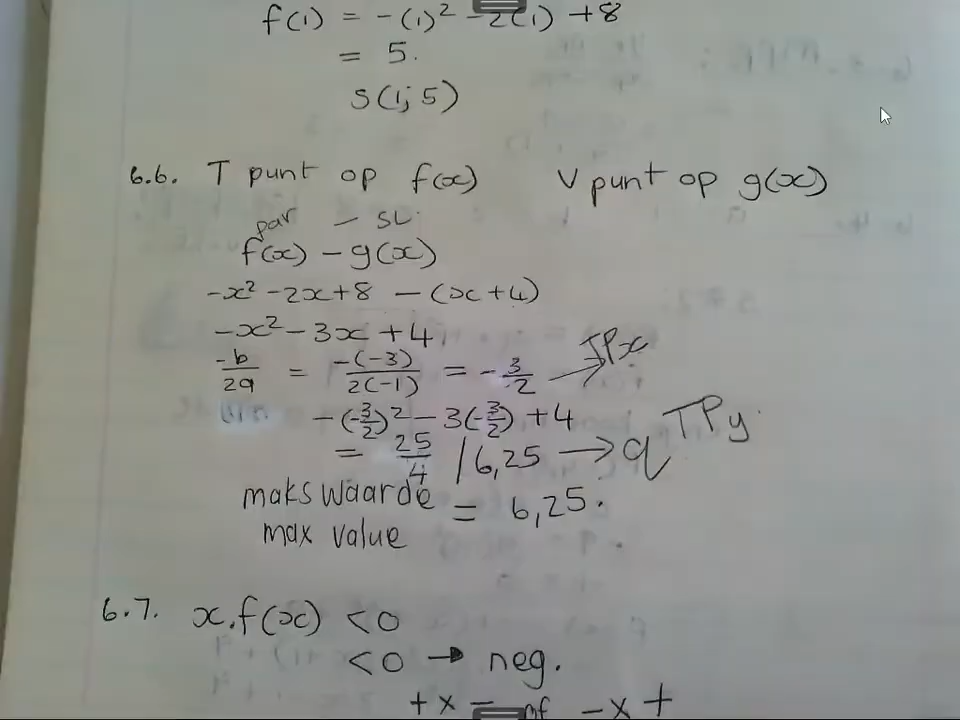 f(1) = -(1)² -2(1) +8
= 5.
S(1; 5)
6.6. T punt op f(x) V punt op g(x)
par - SL.
f(x) - g(x)
-x² -2x+8 -(x+4)
-x² -3x +4
-b/2a = -(-3)/2(-1) = -3/2 → TPx
-(-3/2)² -3(-3/2) +4
= 25/4 / 6,25 → q TPy.
maks waarde
max value = 6,25.
6.7. x.f(x) <0
<0 → neg.
+ x - of - x +